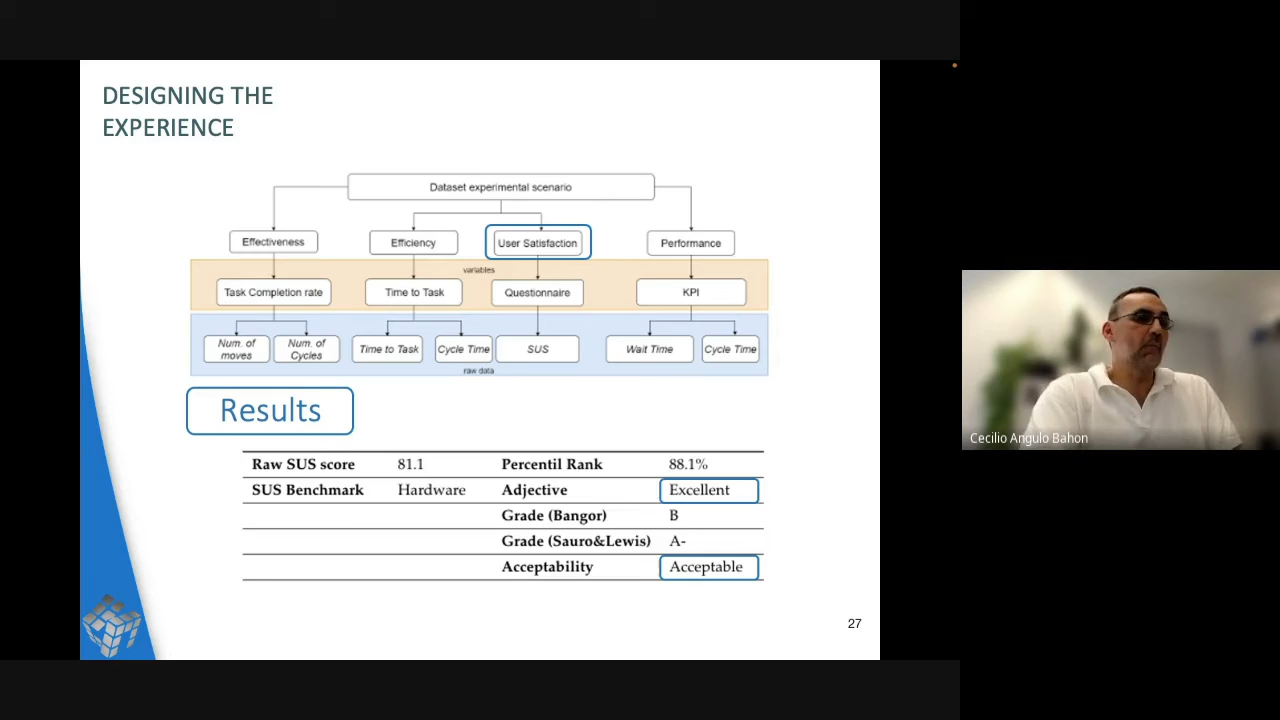 DESIGNING THE
EXPERIENCE
Dataset experimental scenario
Effectiveness
Efficiency
User Satisfaction
Performance
variables
Task Completion rate
Time to Task
Questionnaire
KPI
Num. of
moves
Num. of
Cycles
Time to Task
Cycle Time
SUS
Wait Time
Cycle Time
raw data
Results
Raw SUS score 81.1 Percentil Rank 88.1%
SUS Benchmark Hardware Adjective Excellent
Grade (Bangor) B
Grade (Sauro&Lewis) A-
Acceptability Acceptable
27
Cecilio Angulo Bahon